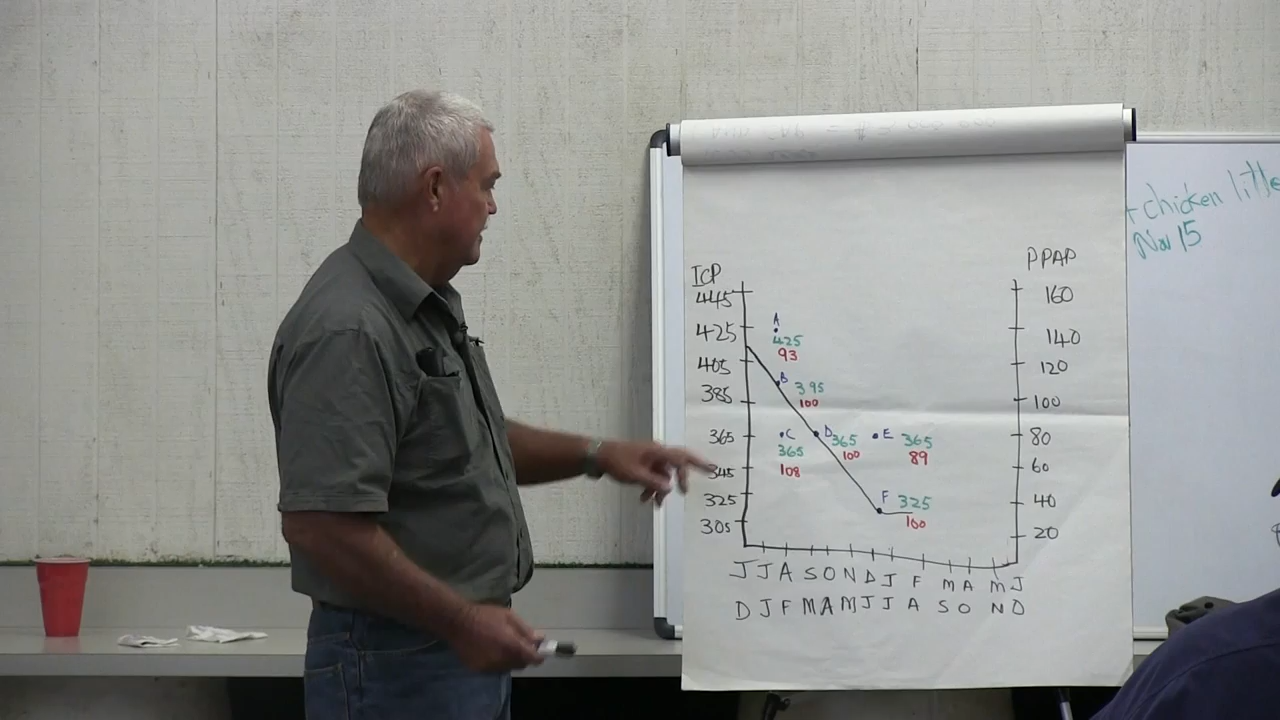 + chicken little
Nov 15
ICP
PPAP
445
160
425
140
A
425
93
405
120
385
100
B 395
100
365
80
C
365
108
D 365
100
E 365
89
345
60
325
40
F 325
100
305
20
J J A S O N D J F M A M J
D J F M A M J J A S O N D